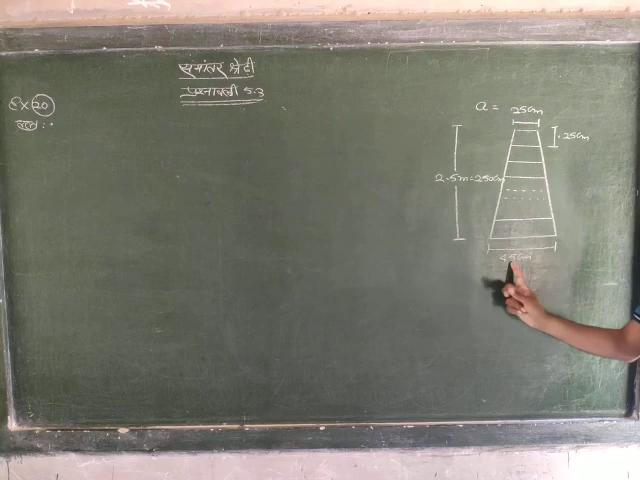 समांतर श्रेढ़ी
प्रश्नावली 5.3
Ex 20
हल :-
a = 25cm
25cm
2.5m = 250cm
45cm